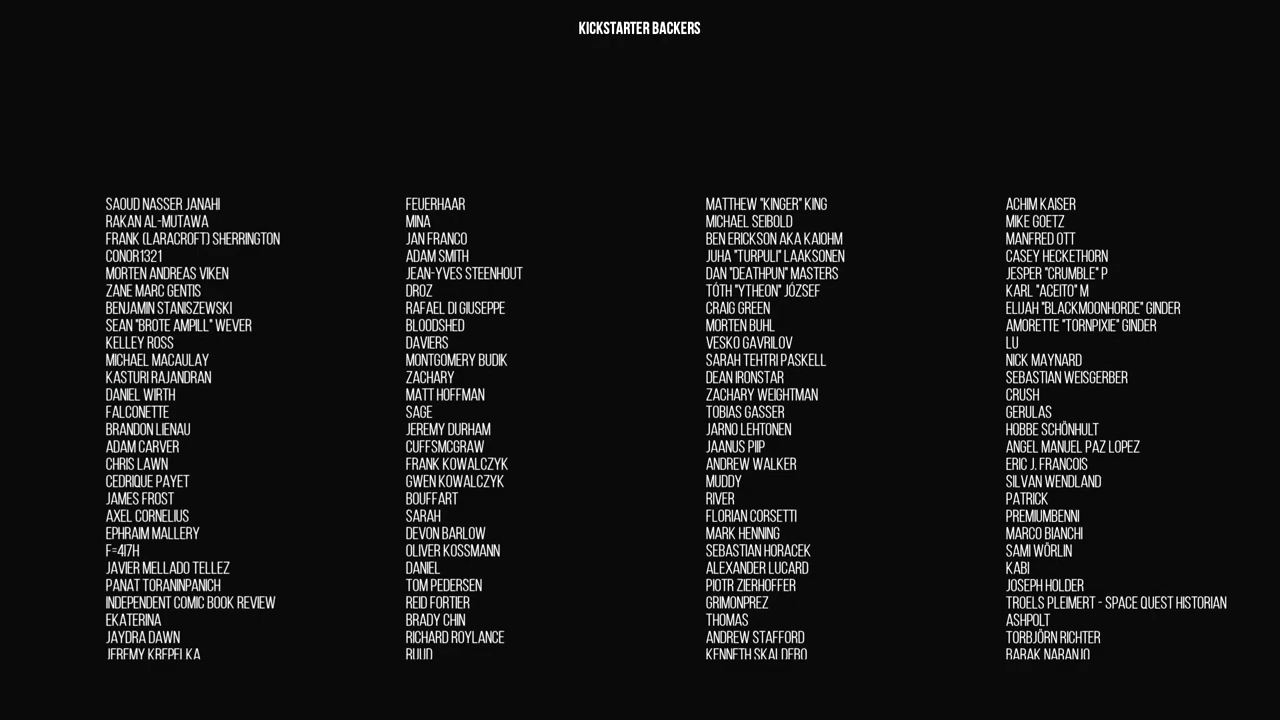 KICKSTARTER BACKERS
SAOUD NASSER JANAHI
RAKAN AL-MUTAWA
FRANK (LARACROFT) SHERRINGTON
CONOR1321
MORTEN ANDREAS VIKEN
ZANE MARC GENTIS
BENJAMIN STANISZEWSKI
SEAN "BROTE AMPILL" WEVER
KELLEY ROSS
MICHAEL MACAULAY
KASTURI RAJANDRAN
DANIEL WIRTH
FALCONETTE
BRANDON LIENAU
ADAM CARVER
CHRIS LAWN
CEDRIQUE PAYET
JAMES FROST
AXEL CORNELIUS
EPHRAIM MALLERY
F=4I7H
JAVIER MELLADO TELLEZ
PANAT TORANINPANICH
INDEPENDENT COMIC BOOK REVIEW
EKATERINA
JAYDRA DAWN
JEREMY KREPELKA
FEUERHAAR
MINA
JAN FRANCO
ADAM SMITH
JEAN-YVES STEENHOUT
DROZ
RAFAEL DI GIUSEPPE
BLOODSHED
DAVIERS
MONTGOMERY BUDIK
ZACHARY
MATT HOFFMAN
SAGE
JEREMY DURHAM
CUFFSMCGRAW
FRANK KOWALCZYK
GWEN KOWALCZYK
BOUFFART
SARAH
DEVON BARLOW
OLIVER KOSSMANN
DANIEL
TOM PEDERSEN
REID FORTIER
BRADY CHIN
RICHARD ROYLANCE
RUUD
MATTHEW "KINGER" KING
MICHAEL SEIBOLD
BEN ERICKSON AKA KAIOHM
JUHA "TURPULI" LAAKSONEN
DAN "DEATHPUN" MASTERS
TÓTH "YTHEON" JÓZSEF
CRAIG GREEN
MORTEN BUHL
VESKO GAVRILOV
SARAH TEHTRI PASKELL
DEAN IRONSTAR
ZACHARY WEIGHTMAN
TOBIAS GASSER
JARNO LEHTONEN
JAANUS PIIP
ANDREW WALKER
MUDDY
RIVER
FLORIAN CORSETTI
MARK HENNING
SEBASTIAN HORACEK
ALEXANDER LUCARD
PIOTR ZIERHOFFER
GRIMONPREZ
THOMAS
ANDREW STAFFORD
KENNETH SKALDEBO
ACHIM KAISER
MIKE GOETZ
MANFRED OTT
CASEY HECKETHORN
JESPER "CRUMBLE" P
KARL "ACEITO" M
ELIJAH "BLACKMOONHORDE" GINDER
AMORETTE "TORNPIXIE" GINDER
LU
NICK MAYNARD
SEBASTIAN WEISGERBER
CRUSH
GERULAS
HOBBE SCHÖNHULT
ANGEL MANUEL PAZ LOPEZ
ERIC J. FRANCOIS
SILVAN WENDLAND
PATRICK
PREMIUMBENNI
MARCO BIANCHI
SAMI WÖRLIN
KABI
JOSEPH HOLDER
TROELS PLEIMERT - SPACE QUEST HISTORIAN
ASHPOLT
TORBJÖRN RICHTER
BARAK NARANJO